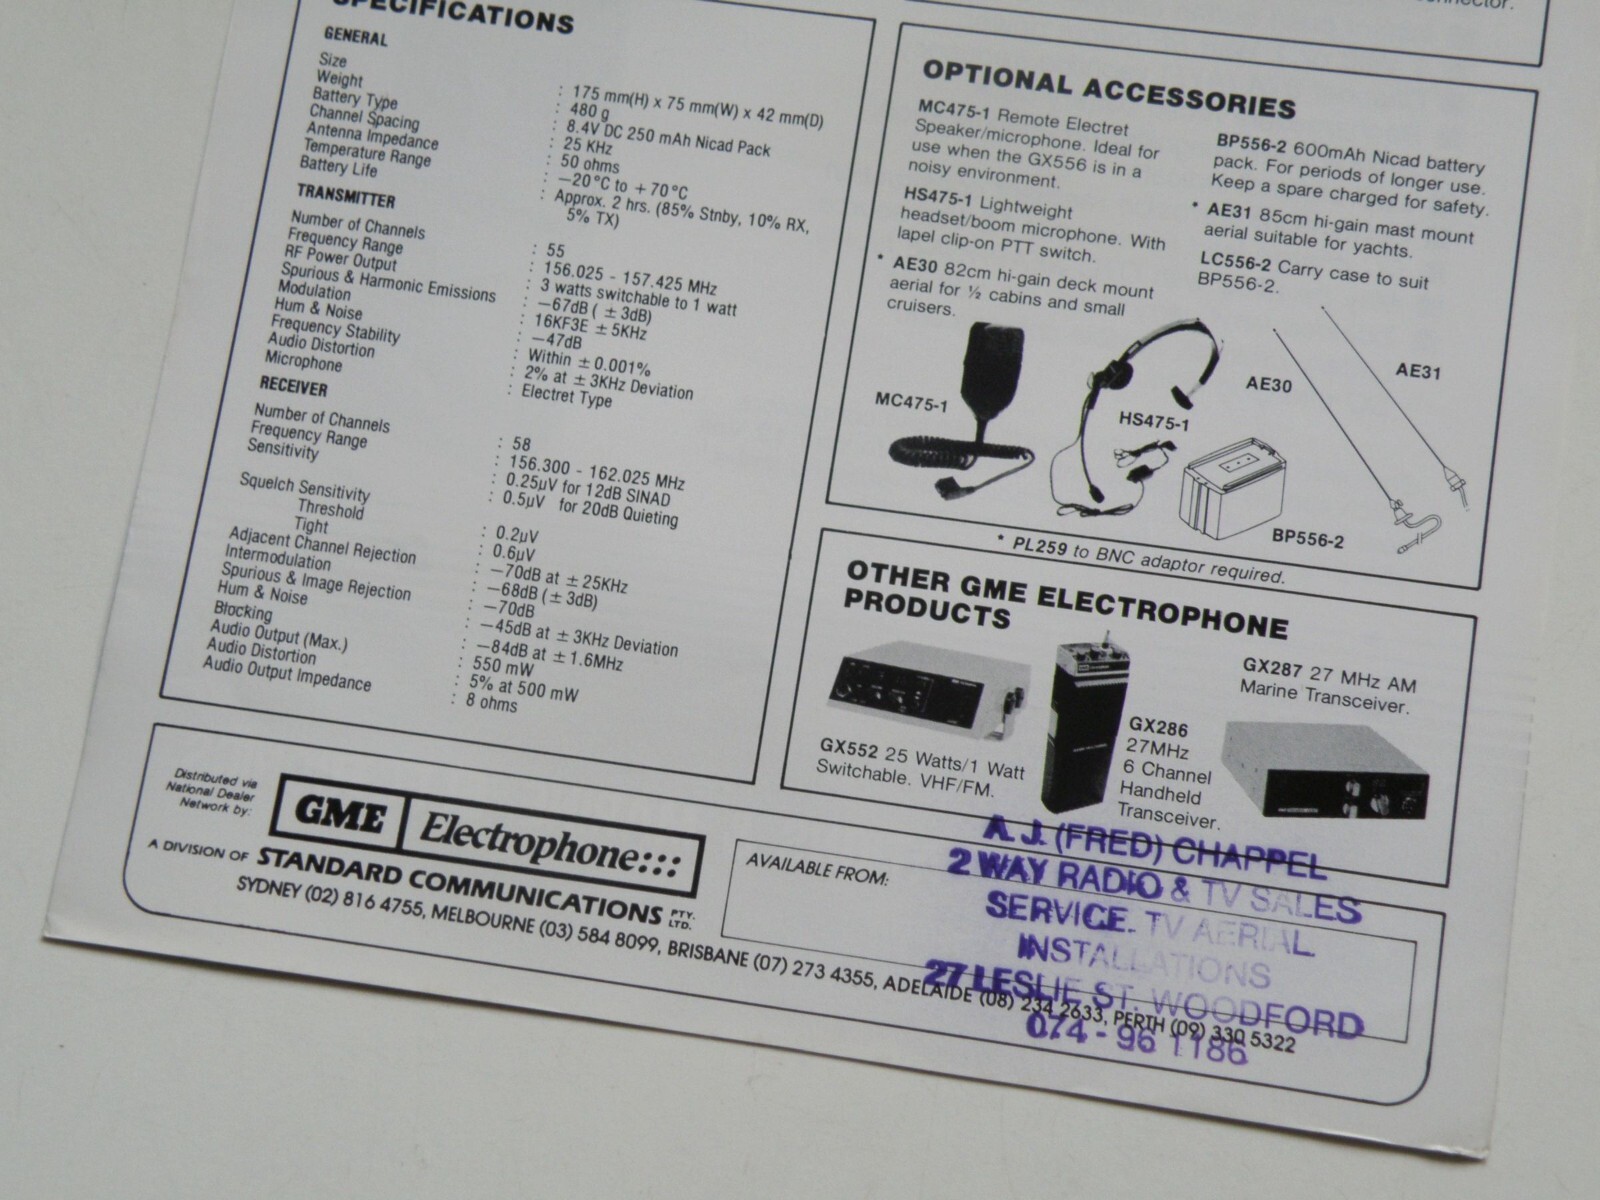 SPECIFICATIONS
GENERAL
Size : 175 mm(H) x 75 mm(W) x 42 mm(D)
Weight : 480 g
Battery Type : 8.4V DC 250 mAh Nicad Pack
Channel Spacing : 25 KHz
Antenna Impedance : 50 ohms
Temperature Range : −20°C to +70°C
Battery Life : Approx. 2 hrs. (85% Stnby, 10% RX,
5% TX)
TRANSMITTER
Number of Channels : 55
Frequency Range : 156.025 - 157.425 MHz
RF Power Output : 3 watts switchable to 1 watt
Spurious & Harmonic Emissions : −67dB (±3dB)
Modulation : 16KF3E ±5KHz
Hum & Noise : −47dB
Frequency Stability : Within ±0.001%
Audio Distortion : 2% at ±3KHz Deviation
Microphone : Electret Type
RECEIVER
Number of Channels : 58
Frequency Range : 156.300 - 162.025 MHz
Sensitivity : 0.25µV for 12dB SINAD
: 0.5µV for 20dB Quieting
Squelch Sensitivity
Threshold : 0.2µV
Tight : 0.6µV
Adjacent Channel Rejection : −70dB at ±25KHz
Intermodulation : −68dB (±3dB)
Spurious & Image Rejection : −70dB
Hum & Noise : −45dB at ±3KHz Deviation
Blocking : −84dB at ±1.6MHz
Audio Output (Max.) : 550 mW
Audio Distortion : 5% at 500 mW
Audio Output Impedance : 8 ohms
OPTIONAL ACCESSORIES
MC475-1 Remote Electret
Speaker/microphone. Ideal for
use when the GX556 is in a
noisy environment.
HS475-1 Lightweight
headset/boom microphone. With
lapel clip-on PTT switch.
* AE30 82cm hi-gain deck mount
aerial for ½ cabins and small
cruisers.
BP556-2 600mAh Nicad battery
pack. For periods of longer use.
Keep a spare charged for safety.
* AE31 85cm hi-gain mast mount
aerial suitable for yachts.
LC556-2 Carry case to suit
BP556-2.
MC475-1
HS475-1
AE30
AE31
BP556-2
* PL259 to BNC adaptor required.
OTHER GME ELECTROPHONE
PRODUCTS
GX552 25 Watts/1 Watt
Switchable. VHF/FM.
GX286
27MHz
6 Channel
Handheld
Transceiver.
GX287 27 MHz AM
Marine Transceiver.
Distributed via
National Dealer
Network by:
GME Electrophone:::
A DIVISION OF STANDARD COMMUNICATIONS PTY. LTD.
SYDNEY (02) 816 4755, MELBOURNE (03) 584 8099, BRISBANE (07) 273 4355, ADELAIDE (08) 234 2633, PERTH (09) 330 5322
AVAILABLE FROM:
A. J. (FRED) CHAPPEL
2 WAY RADIO & TV SALES
SERVICE. TV AERIAL
INSTALLATIONS
27 LESLIE ST. WOODFORD
074 - 96 1186